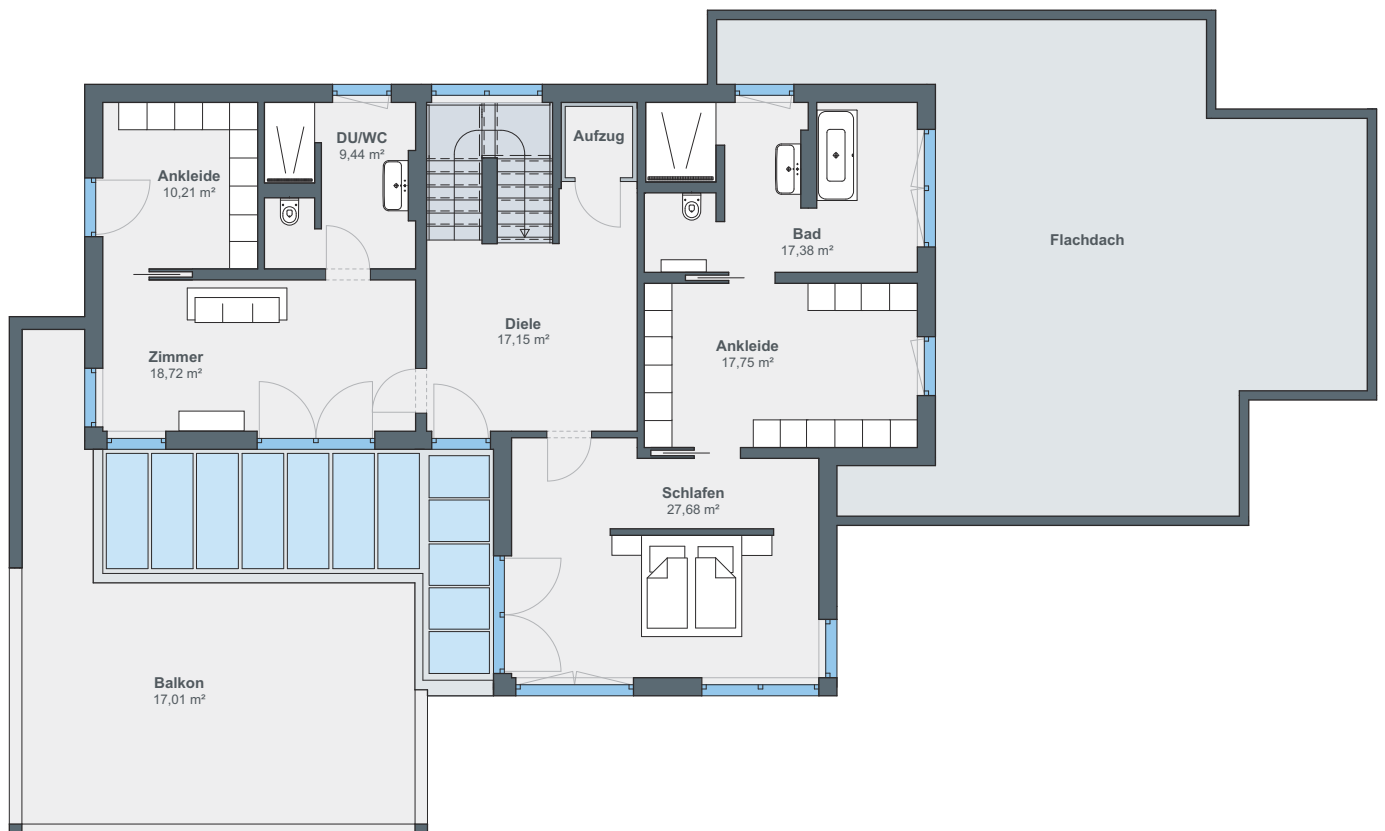 DU/WC
9,44 m²
Aufzug
Ankleide
10,21 m²
Bad
17,38 m²
Flachdach
Diele
17,15 m²
Ankleide
17,75 m²
Zimmer
18,72 m²
Schlafen
27,68 m²
Balkon
17,01 m²